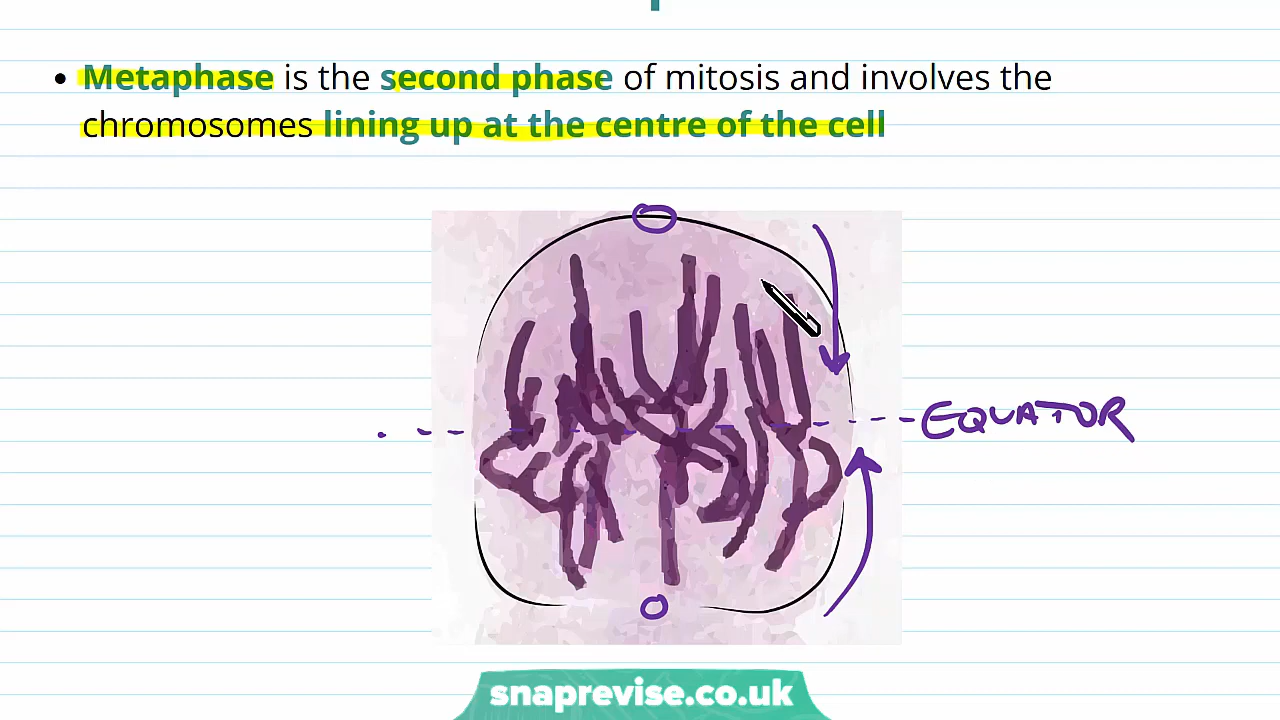 • Metaphase is the second phase of mitosis and involves the
chromosomes lining up at the centre of the cell
EQUATOR
snaprevise.co.uk